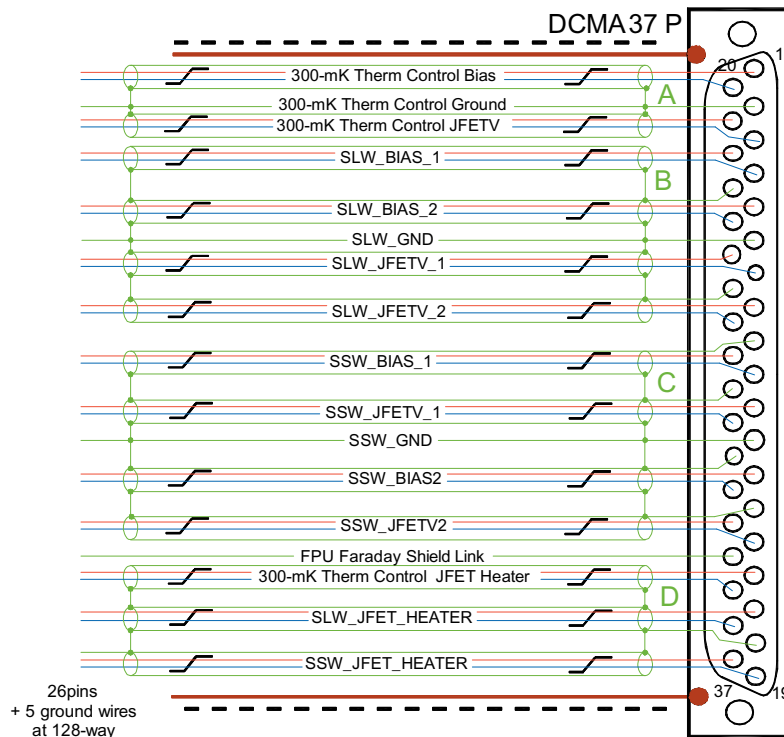 DCMA37 P
20
1
300-mK Therm Control Bias
A
300-mK Therm Control Ground
300-mK Therm Control JFETV
SLW_BIAS_1
B
SLW_BIAS_2
SLW_GND
SLW_JFETV_1
SLW_JFETV_2
SSW_BIAS_1
C
SSW_JFETV_1
SSW_GND
SSW_BIAS2
SSW_JFETV2
FPU Faraday Shield Link
300-mK Therm Control JFET Heater
D
SLW_JFET_HEATER
SSW_JFET_HEATER
37
19
26pins
+ 5 ground wires
at 128-way